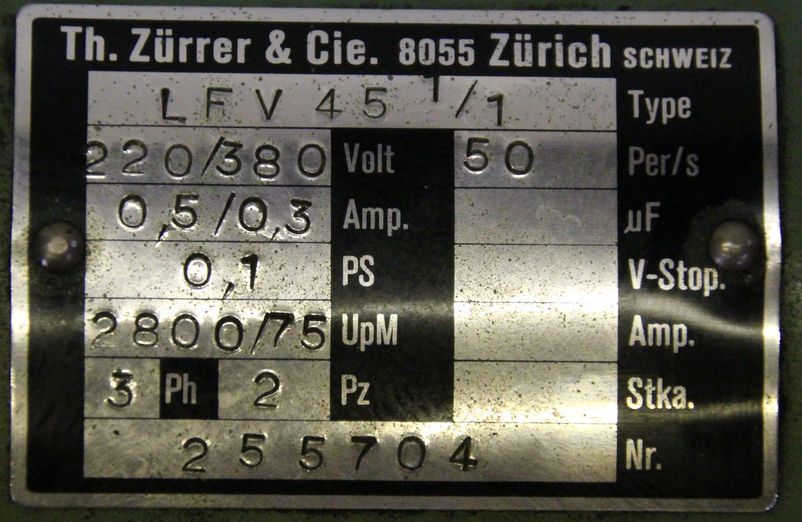 Th. Zürrer & Cie. 8055 Zürich SCHWEIZ
LFV 45 1/1 Type
220/380 Volt 50 Per/s
0,5/0,3 Amp. µF
0,1 PS V-Stop.
2800/75 UpM Amp.
3 Ph 2 Pz Stka.
255704 Nr.